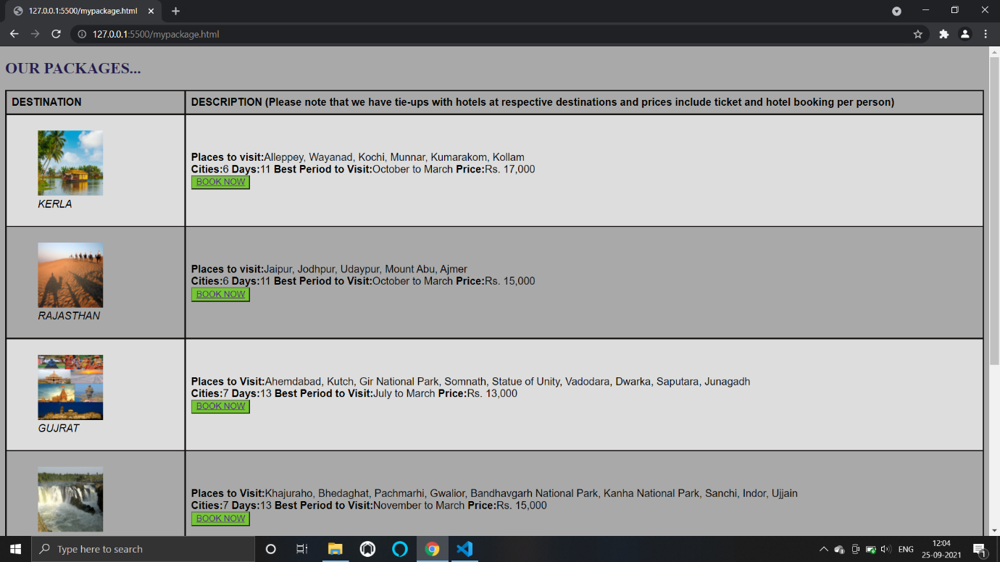 127.0.0.1:5500/mypackage.html
127.0.0.1:5500/mypackage.html
OUR PACKAGES...
DESTINATION
DESCRIPTION (Please note that we have tie-ups with hotels at respective destinations and prices include ticket and hotel booking per person)
KERLA
Places to visit:Alleppey, Wayanad, Kochi, Munnar, Kumarakom, Kollam
Cities:6 Days:11 Best Period to Visit:October to March Price:Rs. 17,000
BOOK NOW
RAJASTHAN
Places to visit:Jaipur, Jodhpur, Udaypur, Mount Abu, Ajmer
Cities:6 Days:11 Best Period to Visit:October to March Price:Rs. 15,000
BOOK NOW
GUJRAT
Places to Visit:Ahemdabad, Kutch, Gir National Park, Somnath, Statue of Unity, Vadodara, Dwarka, Saputara, Junagadh
Cities:7 Days:13 Best Period to Visit:July to March Price:Rs. 13,000
BOOK NOW
Places to Visit:Khajuraho, Bhedaghat, Pachmarhi, Gwalior, Bandhavgarh National Park, Kanha National Park, Sanchi, Indor, Ujjain
Cities:7 Days:13 Best Period to Visit:November to March Price:Rs. 15,000
BOOK NOW
Type here to search
ENG
12:04
25-09-2021
1